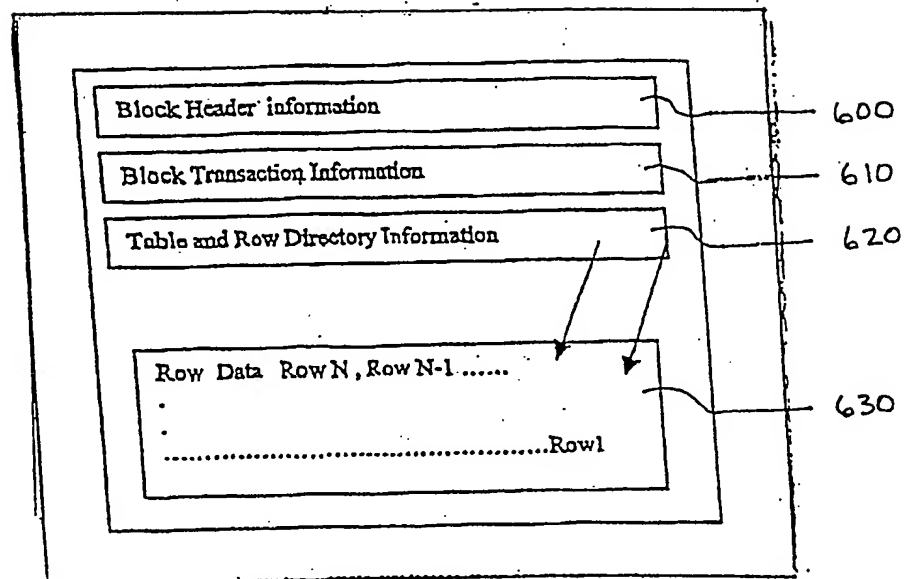 Block Header information
600
Block Transaction Information
610
Table and Row Directory Information
620
Row Data Row N , Row N-1 ......
.
.
630
................................................Row1